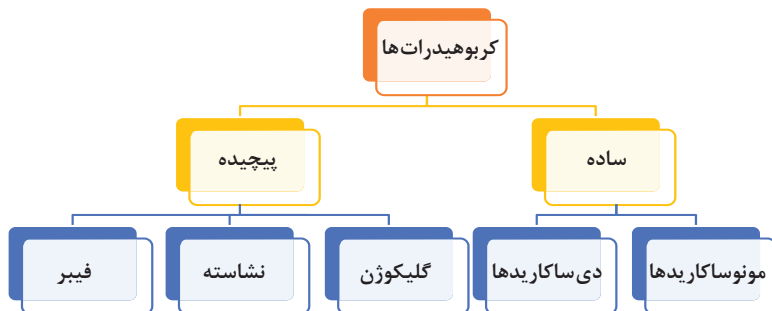 کربوهیدرات‌ها
ساده
پیچیده
مونوساکاریدها
دی‌ساکاریدها
گلیکوژن
نشاسته
فیبر